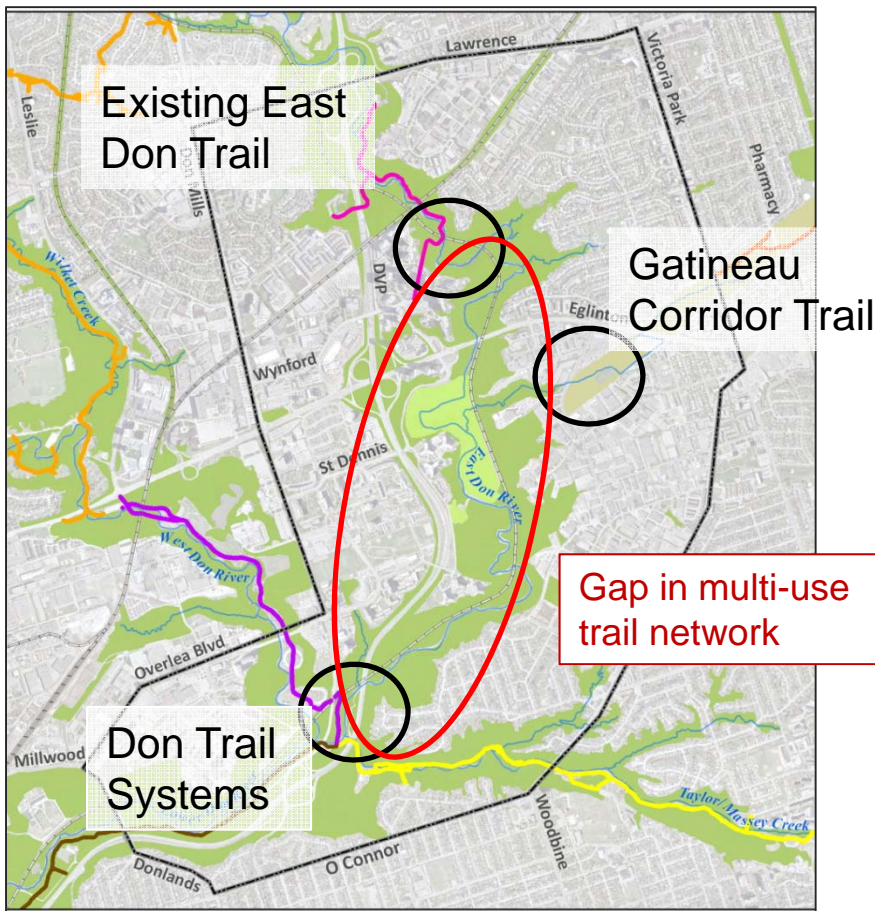 Lawrence
Victoria Park
Existing East
Don Trail
Leslie
Don Mills
Pharmacy
Wilket Creek
DVP
Gatineau
Corridor Trail
Eglinton
Wynford
St Dennis
East Don River
West Don River
Gap in multi-use
trail network
Overlea Blvd
Don Trail
Systems
Millwood
Taylor/Massey Creek
Woodbine
O Connor
Donlands